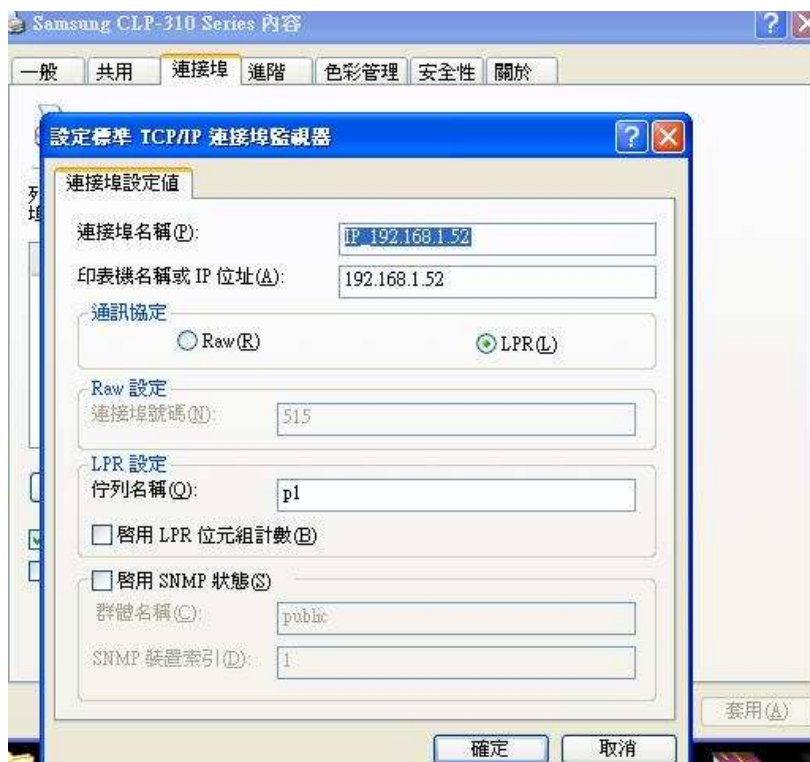 Samsung CLP-310 Series 內容
一般 共用 連接埠 進階 色彩管理 安全性 關於
設定標準 TCP/IP 連接埠監視器
連接埠設定值
列
埠
連接埠名稱(P): IP_192.168.1.52
印表機名稱或 IP 位址(A): 192.168.1.52
通訊協定
Raw(R) LPR(L)
Raw 設定
連接埠號碼(N): 515
LPR 設定
佇列名稱(Q): p1
啓用 LPR 位元組計數(B)
啓用 SNMP 狀態(S)
群體名稱(C): public
SNMP 裝置索引(D): 1
套用(A)
確定 取消